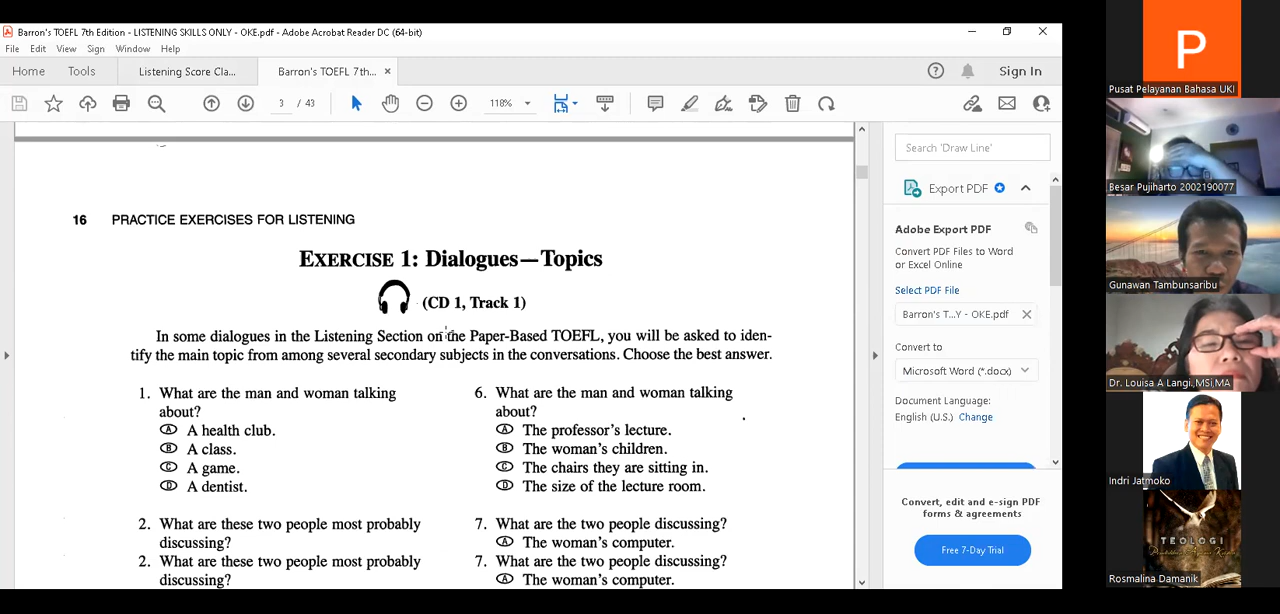 Barron's TOEFL 7th Edition - LISTENING SKILLS ONLY - OKE.pdf - Adobe Acrobat Reader DC (64-bit)
File Edit View Sign Window Help
Home Tools Listening Score Cla... Barron's TOEFL 7th... × Sign In
3 / 43 118%
16 PRACTICE EXERCISES FOR LISTENING
EXERCISE 1: Dialogues—Topics
(CD 1, Track 1)
In some dialogues in the Listening Section on the Paper-Based TOEFL, you will be asked to iden-
tify the main topic from among several secondary subjects in the conversations. Choose the best answer.
1. What are the man and woman talking
about?
A A health club.
B A class.
C A game.
D A dentist.
2. What are these two people most probably
discussing?
2. What are these two people most probably
discussing?
6. What are the man and woman talking
about?
A The professor's lecture.
B The woman's children.
C The chairs they are sitting in.
D The size of the lecture room.
7. What are the two people discussing?
A The woman's computer.
7. What are the two people discussing?
A The woman's computer.
Search 'Draw Line'
Export PDF
Adobe Export PDF
Convert PDF Files to Word
or Excel Online
Select PDF File
Barron's T...Y - OKE.pdf ×
Convert to
Microsoft Word (*.docx)
Document Language:
English (U.S.) Change
Convert, edit and e-sign PDF
forms & agreements
Free 7-Day Trial
P
Pusat Pelayanan Bahasa UKI
Besar Pujiharto 2002190077
Gunawan Tambunsaribu
Dr. Louisa A Langi,.MSi,MA
Indri Jatmoko
TEOLOGI
Rosmalina Damanik